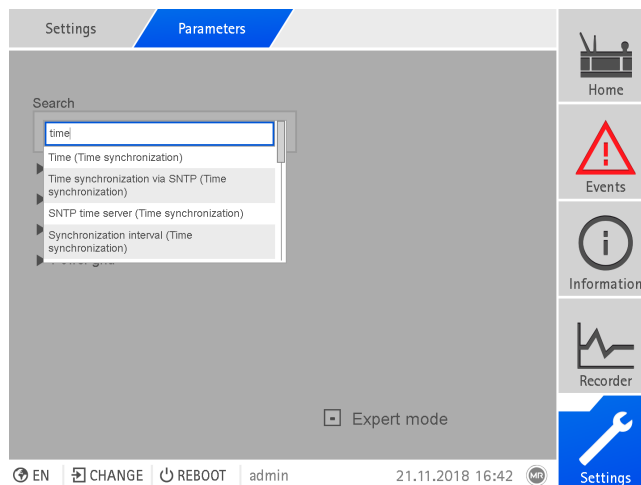 Settings
Parameters
Search
time
Time (Time synchronization)
Time synchronization via SNTP (Time
synchronization)
SNTP time server (Time synchronization)
Synchronization interval (Time
synchronization)
Expert mode
Home
Events
Information
Recorder
Settings
EN
CHANGE
REBOOT
admin
21.11.2018 16:42
MR